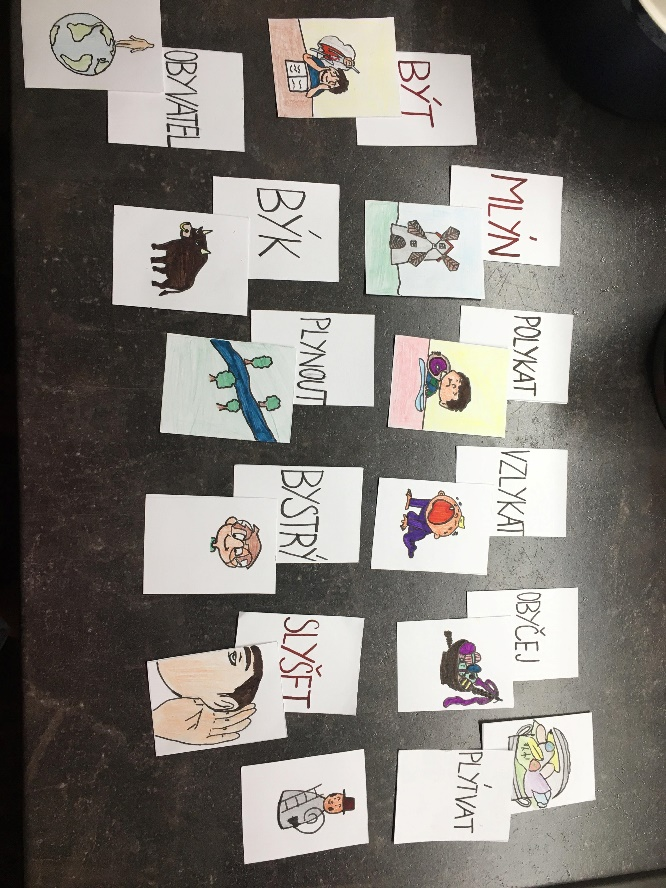 BÝT
MLÝN
POLYKAT
VZLYKAT
OBYČEJ
PLÝTVAT
OBYVATEL
BÝK
PLYNOUT
BYSTRÝ
SLYŠET